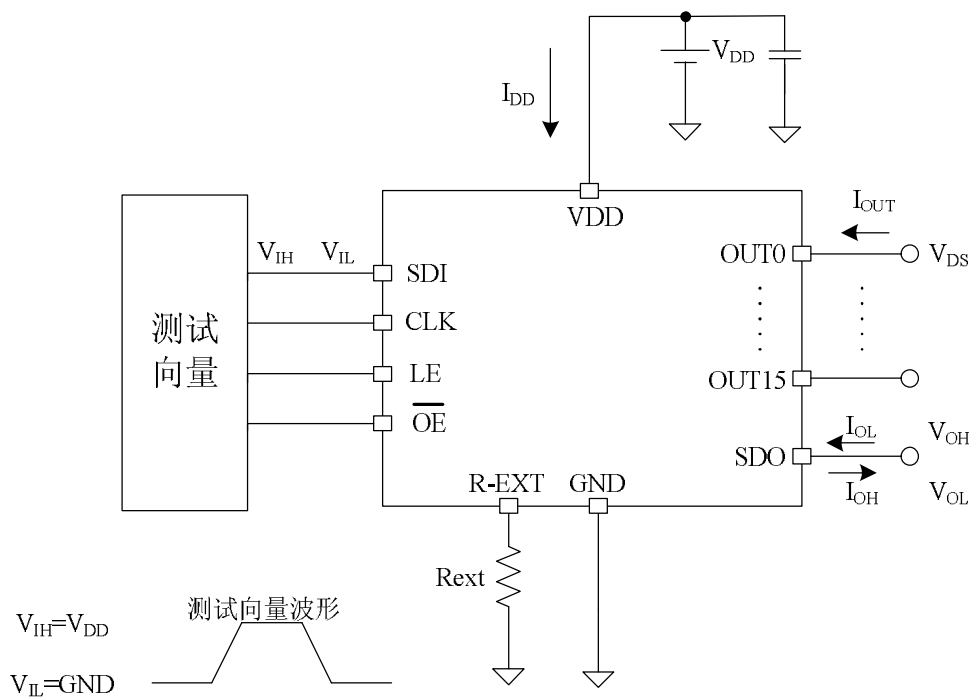 V_DD
I_DD
VDD
I_OUT
V_IH V_IL
SDI
OUT0
V_DS
测试
向量
CLK
LE
OUT15
OE
I_OL
V_OH
SDO
I_OH
V_OL
R-EXT GND
Rext
测试向量波形
V_IH=V_DD
V_IL=GND